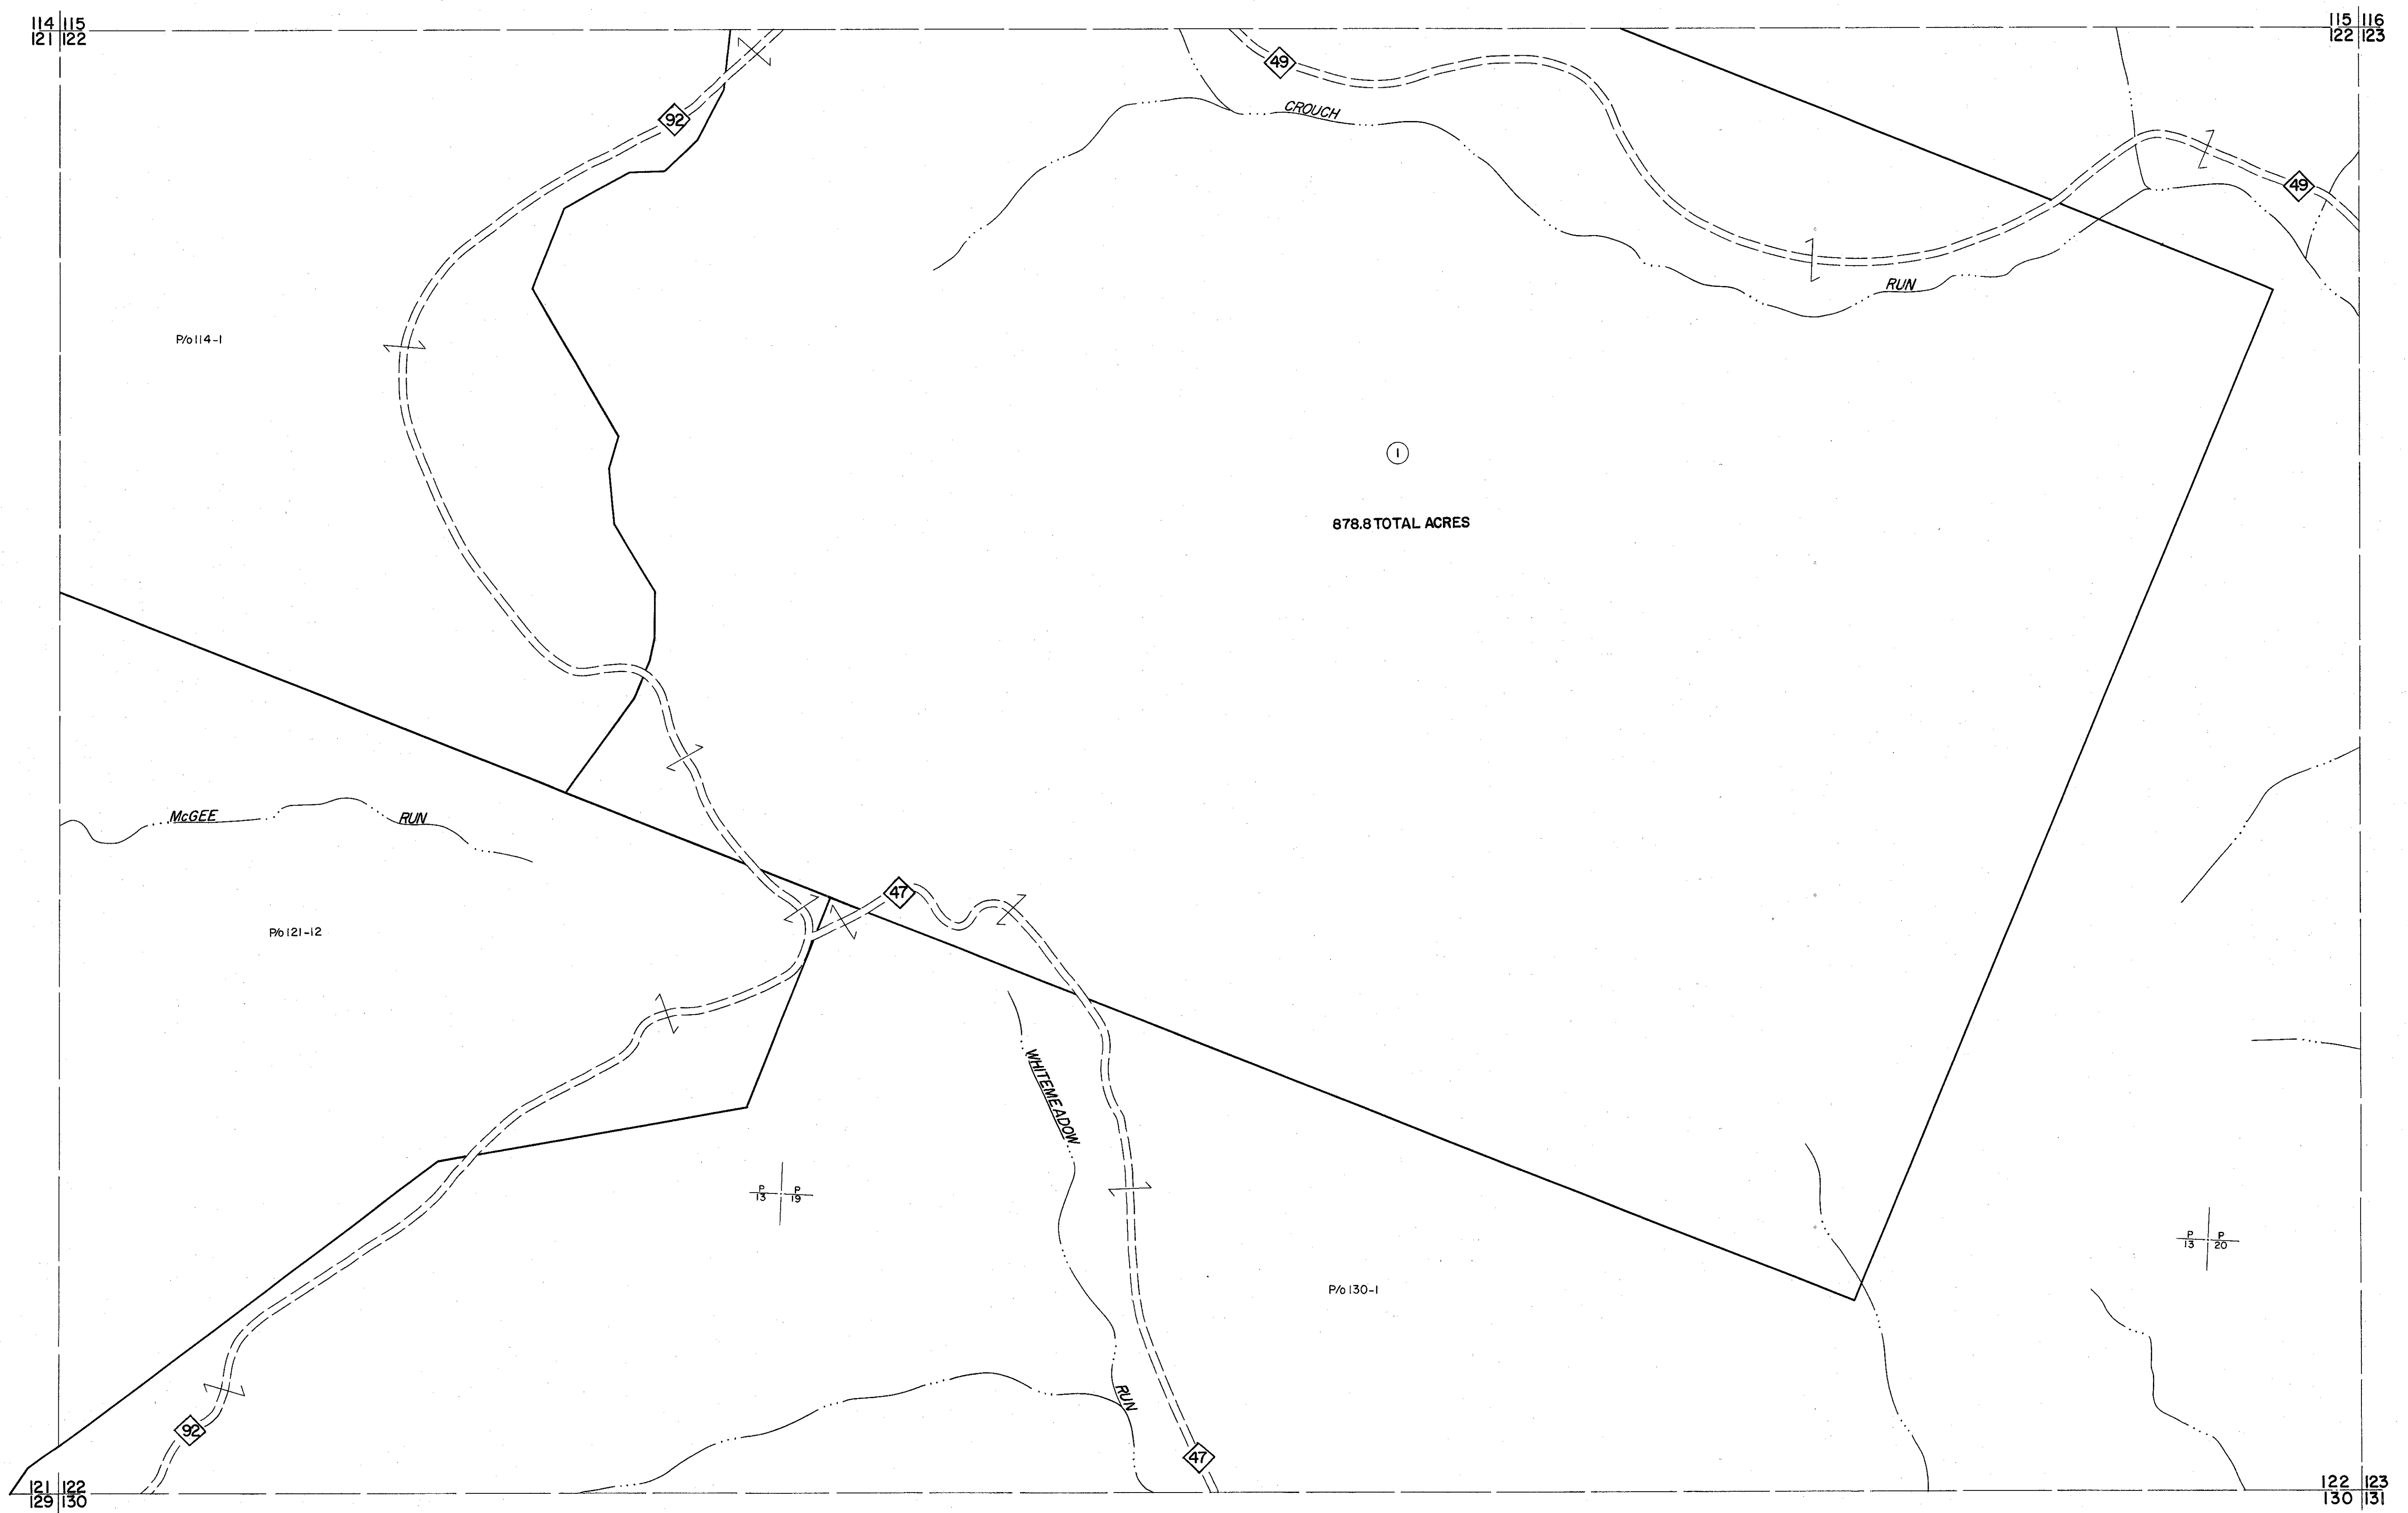 114 115
121 122
115 116
122 123
49
CROUCH
92
49
RUN
P/o 114-1
1
878.8 TOTAL ACRES
McGEE RUN
47
P/o 121-12
WHITEMEADOW
P P
13 19
P P
13 20
P/o 130-1
RUN
92
47
121 122
129 130
122 123
130 131